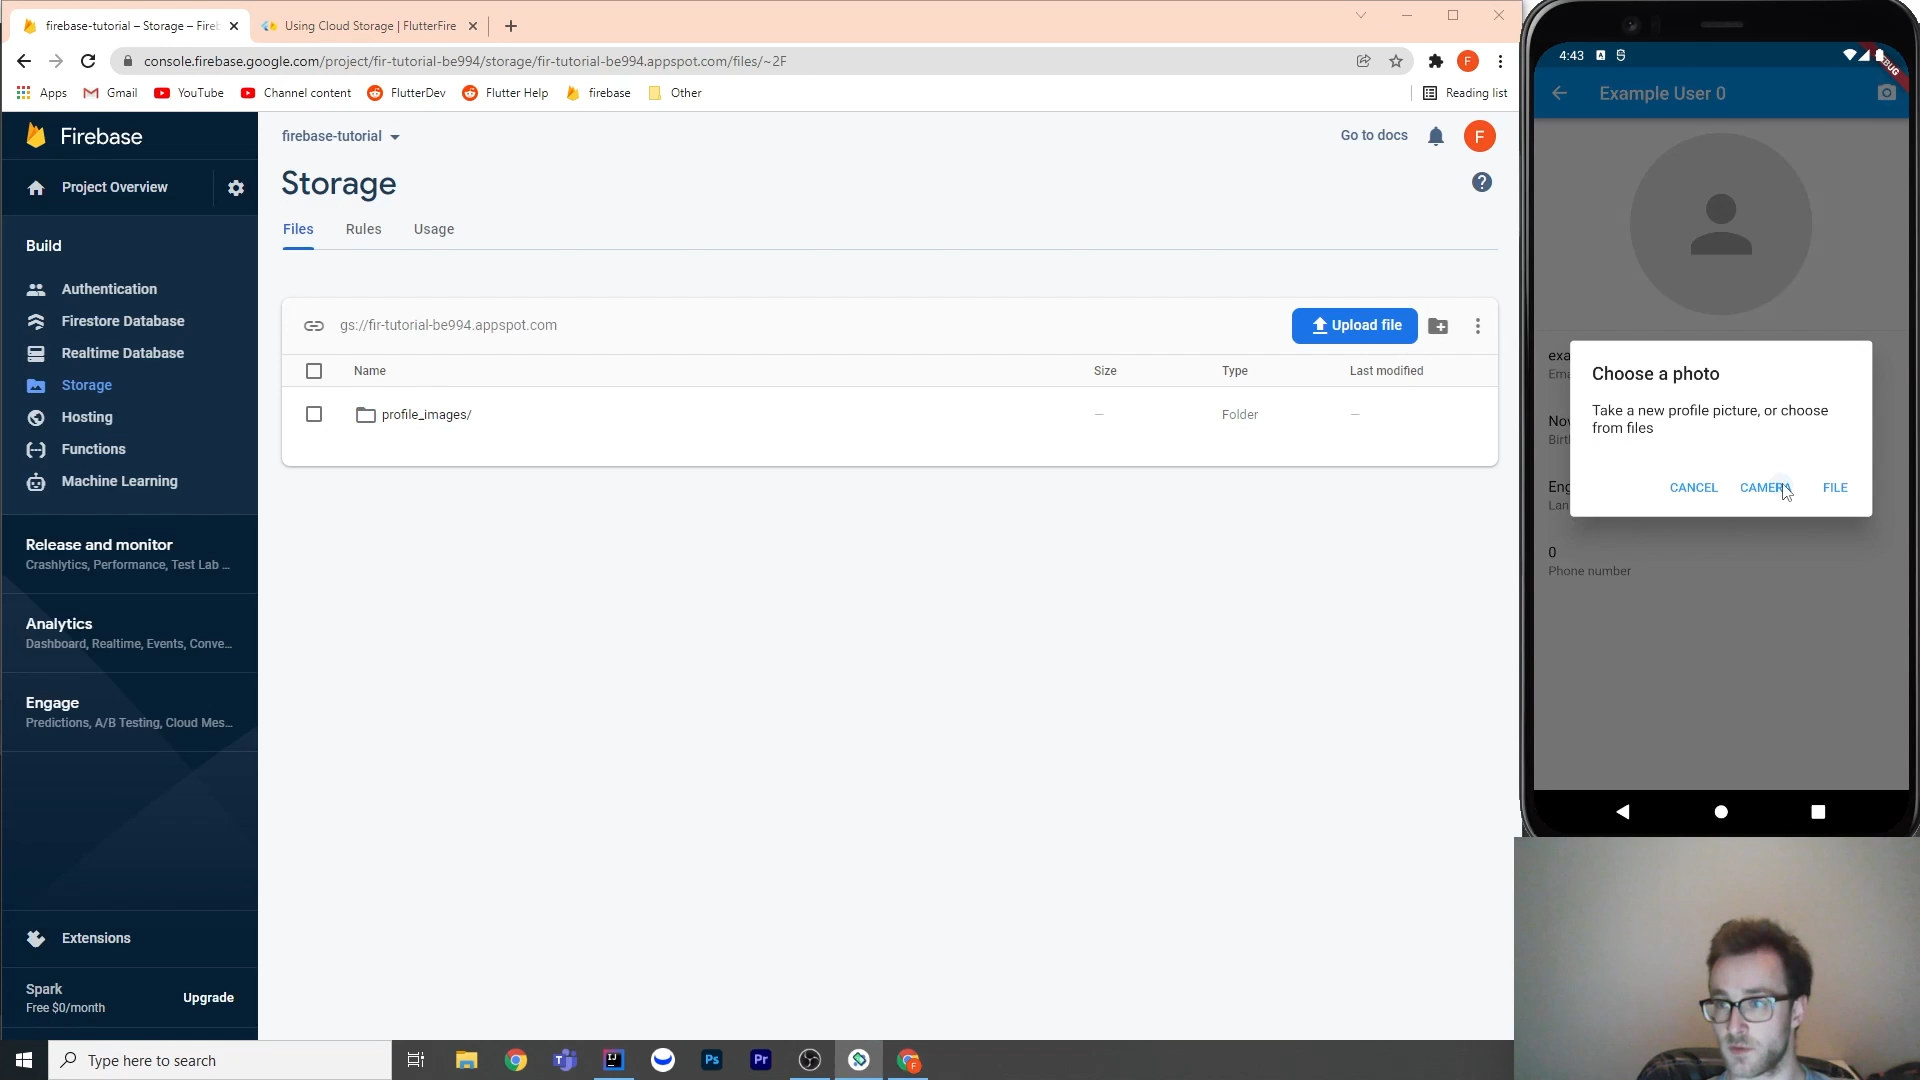 firebase-tutorial – Storage – Fireb
Using Cloud Storage | FlutterFire
console.firebase.google.com/project/fir-tutorial-be994/storage/fir-tutorial-be994.appspot.com/files/~2F
F
Apps
Gmail
YouTube
Channel content
FlutterDev
Flutter Help
firebase
Other
Reading list
Firebase
Project Overview
Build
Authentication
Firestore Database
Realtime Database
Storage
Hosting
Functions
Machine Learning
Release and monitor
Crashlytics, Performance, Test Lab ...
Analytics
Dashboard, Realtime, Events, Conve...
Engage
Predictions, A/B Testing, Cloud Mes...
Extensions
Spark
Free $0/month
Upgrade
firebase-tutorial
Go to docs
F
Storage
Files
Rules
Usage
gs://fir-tutorial-be994.appspot.com
Upload file
Name
Size
Type
Last modified
profile_images/
—
Folder
—
4:43
Example User 0
Choose a photo
Take a new profile picture, or choose
from files
CANCEL
CAMERA
FILE
0
Phone number
Type here to search
Ps
Pr